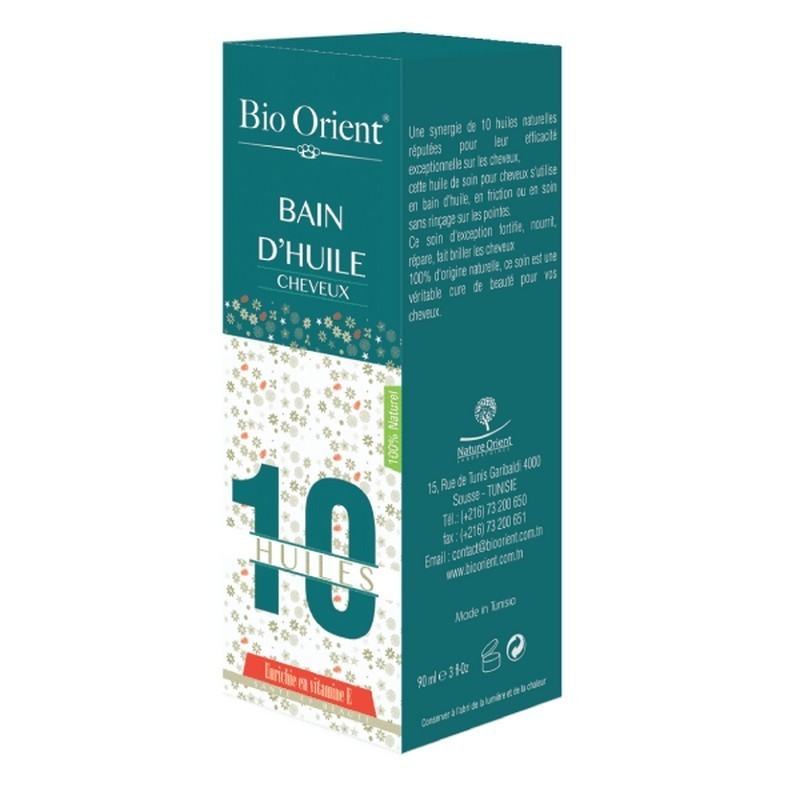 Bio Orient®
BAIN
D'HUILE
CHEVEUX
100% Naturel
10
HUILES
Enrichie en vitamine E
Une synergie de 10 huiles naturelles
réputées pour leur efficacité
exceptionnelle sur les cheveux,
cette huile de soin pour cheveux s'utilise
en bain d'huile, en friction ou en soin
sans rinçage sur les pointes.
Ce soin d'exception fortifie, nourrit,
répare, fait briller les cheveux
100% d'origine naturelle, ce soin est une
véritable cure de beauté pour vos
cheveux.
Nature Orient
15, Rue de Tunis Garibaldi 4000
Sousse - TUNISIE
Tél.: (+216) 73 200 650
fax : (+216) 73 200 651
Email : contact@bioorient.com.tn
www.bioorient.com.tn
Made in Tunisia
90 ml e 3 fl-Oz
Conserver à l'abri de la lumière et de la chaleur